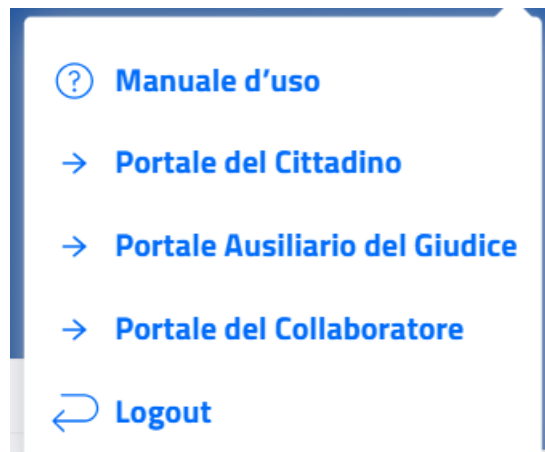 Manuale d’uso
Portale del Cittadino
Portale Ausiliario del Giudice
Portale del Collaboratore
Logout